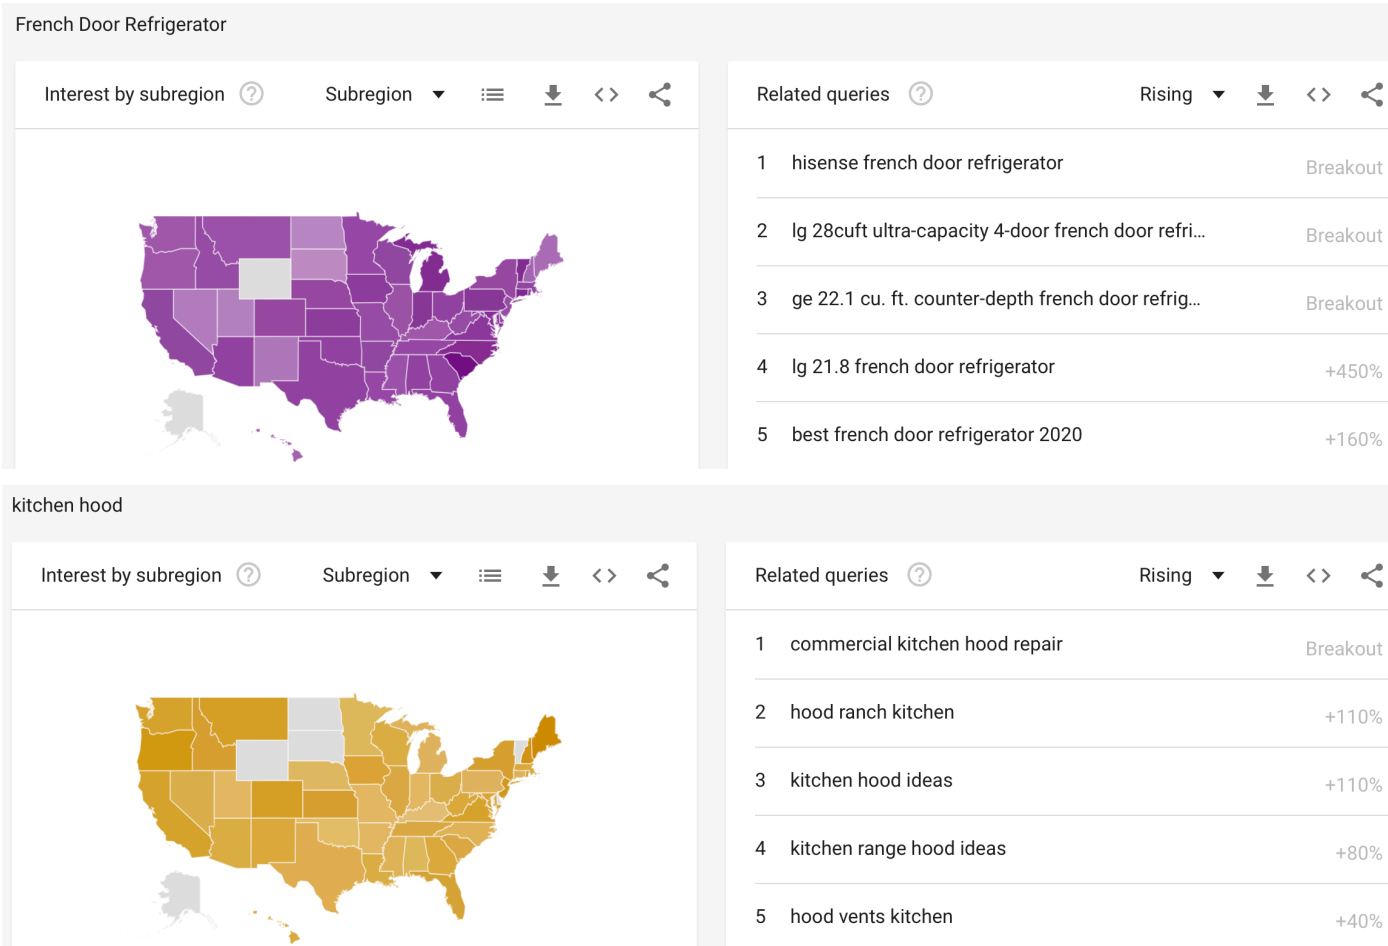 French Door Refrigerator
Interest by subregion ? Subregion
Related queries ? Rising
1 hisense french door refrigerator Breakout
2 lg 28cuft ultra-capacity 4-door french door refri... Breakout
3 ge 22.1 cu. ft. counter-depth french door refrig... Breakout
4 lg 21.8 french door refrigerator +450%
5 best french door refrigerator 2020 +160%
kitchen hood
Interest by subregion ? Subregion
Related queries ? Rising
1 commercial kitchen hood repair Breakout
2 hood ranch kitchen +110%
3 kitchen hood ideas +110%
4 kitchen range hood ideas +80%
5 hood vents kitchen +40%